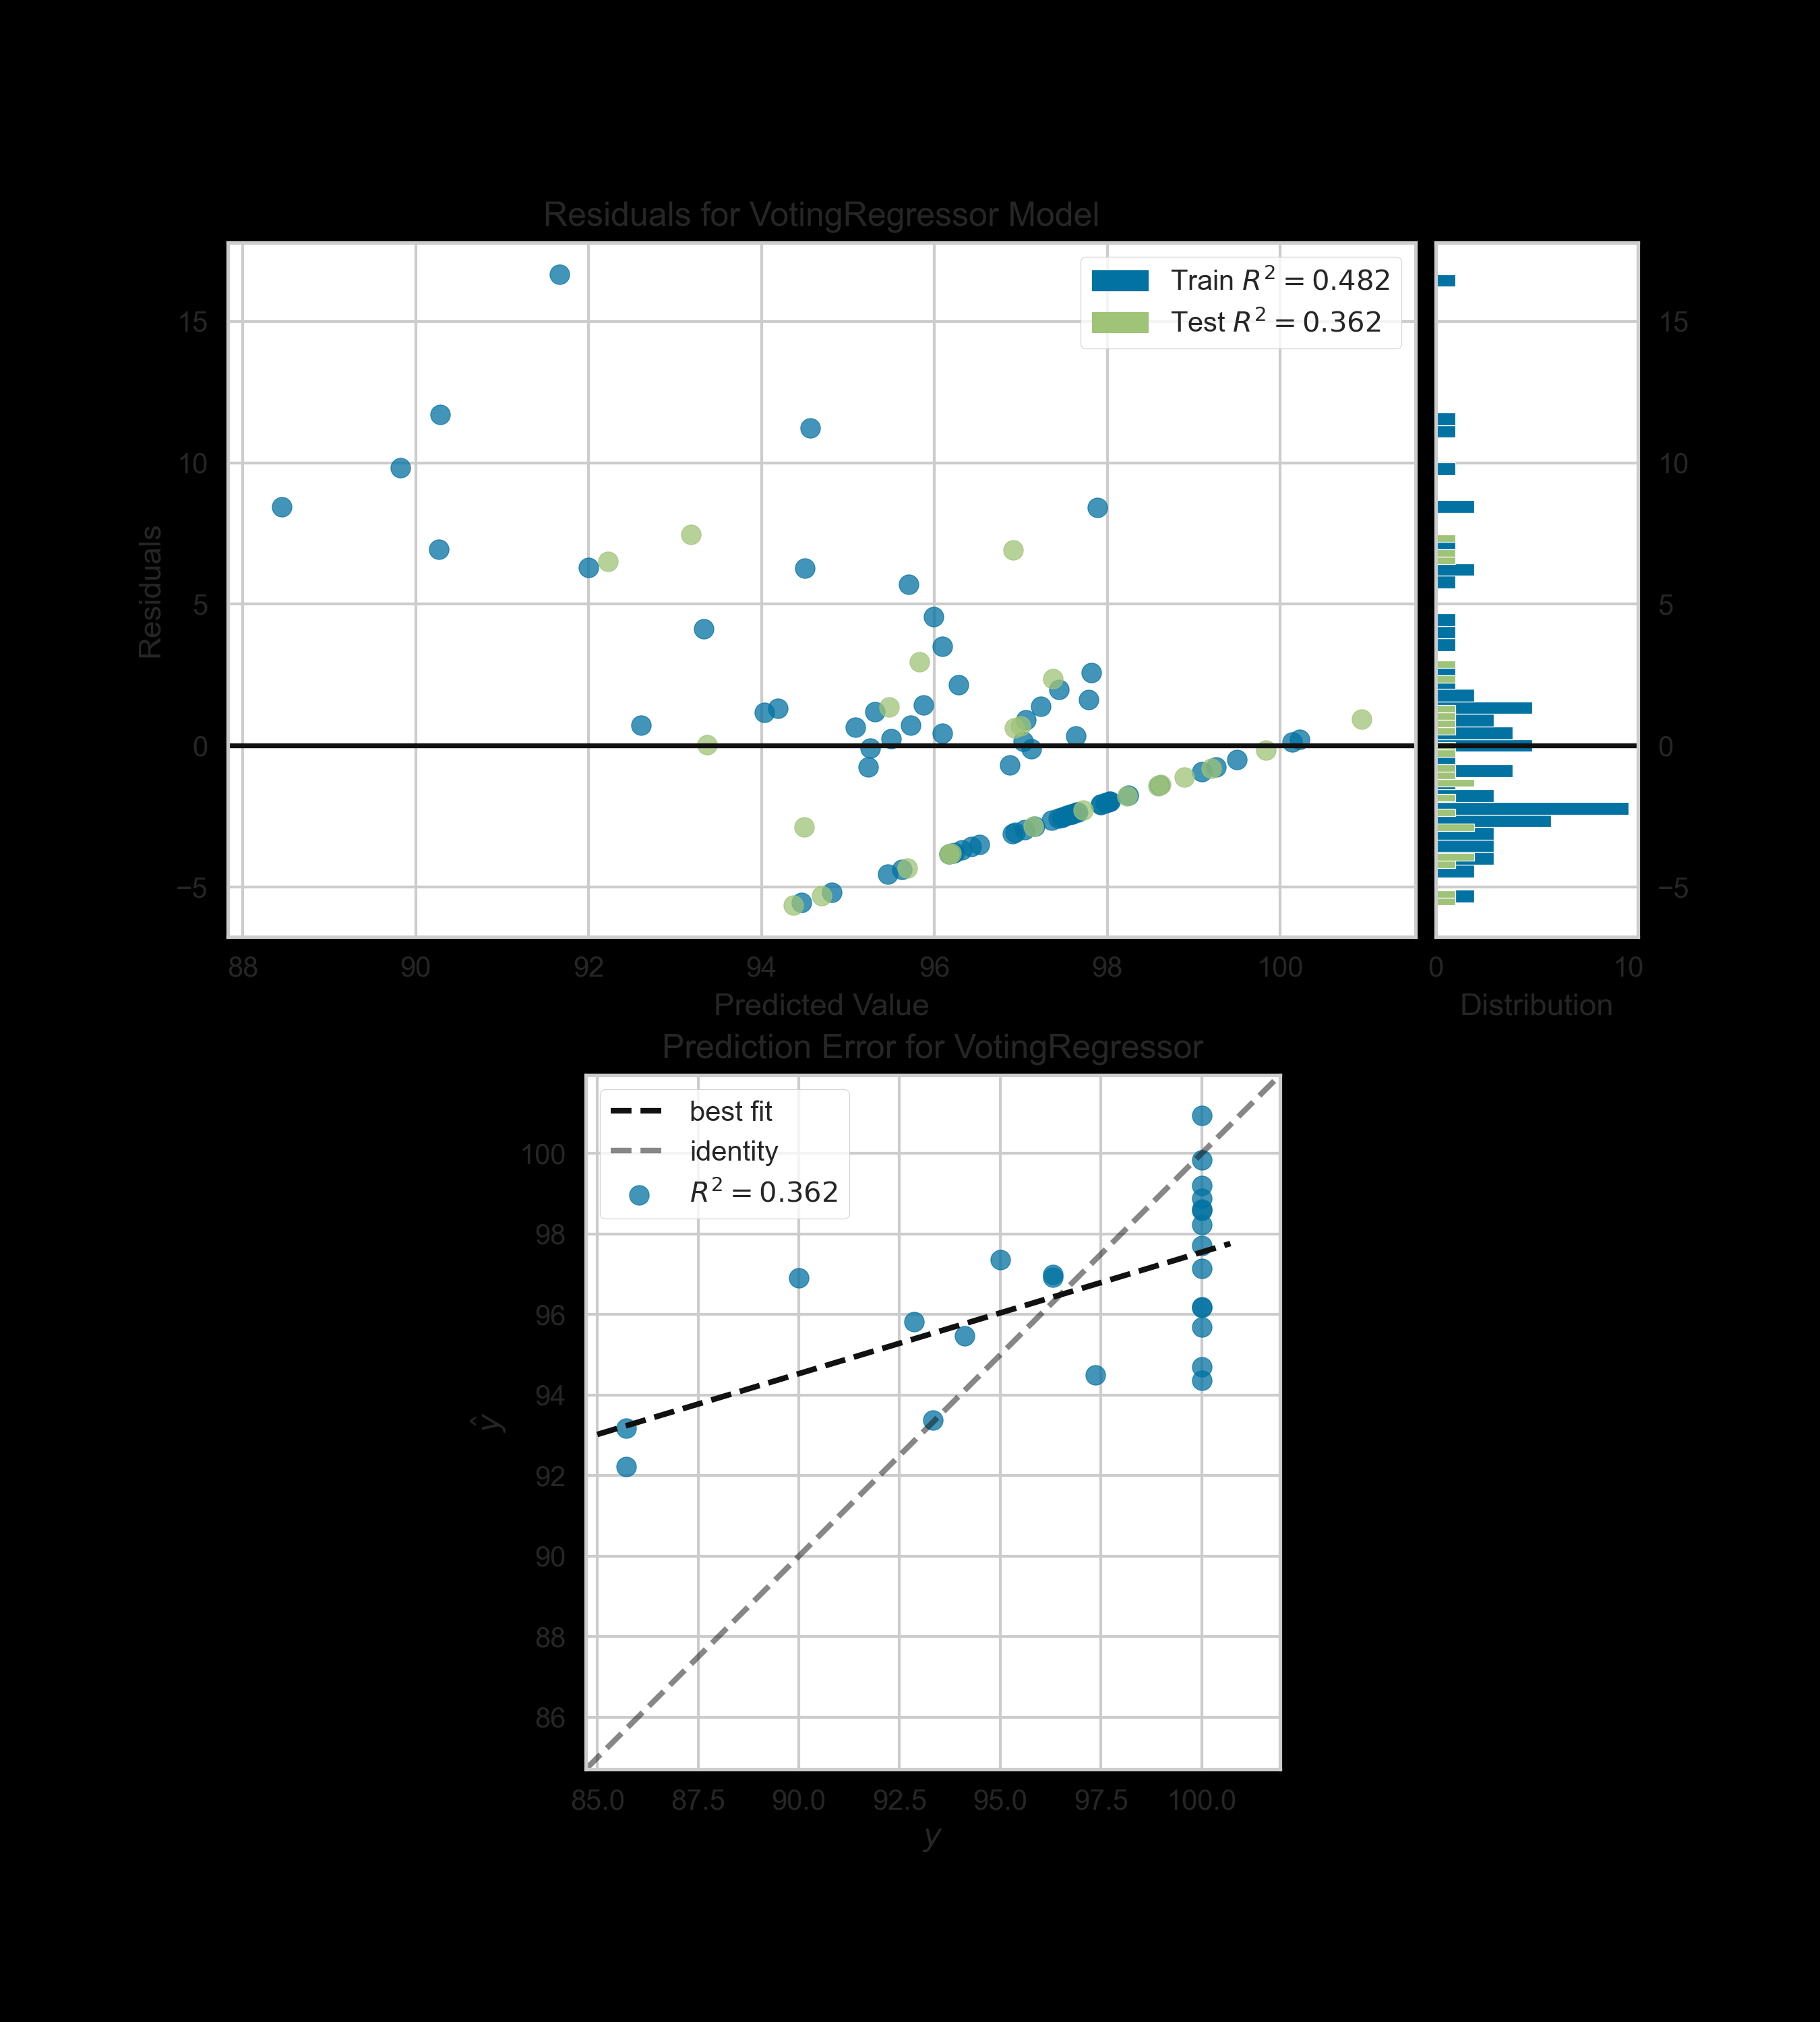 Residuals for VotingRegressor Model
Train R² = 0.482
Test R² = 0.362
Residuals
15
10
5
0
−5
15
10
5
0
−5
88 90 92 94 96 98 100
0 10
Predicted Value
Distribution
Prediction Error for VotingRegressor
best fit
identity
R² = 0.362
ŷ
100
98
96
94
92
90
88
86
85.0 87.5 90.0 92.5 95.0 97.5 100.0
y